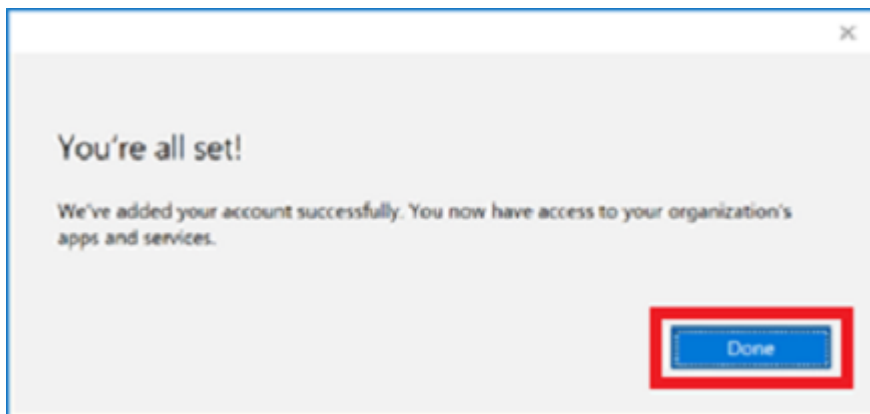 You're all set!
We've added your account successfully. You now have access to your organization's
apps and services.
Done